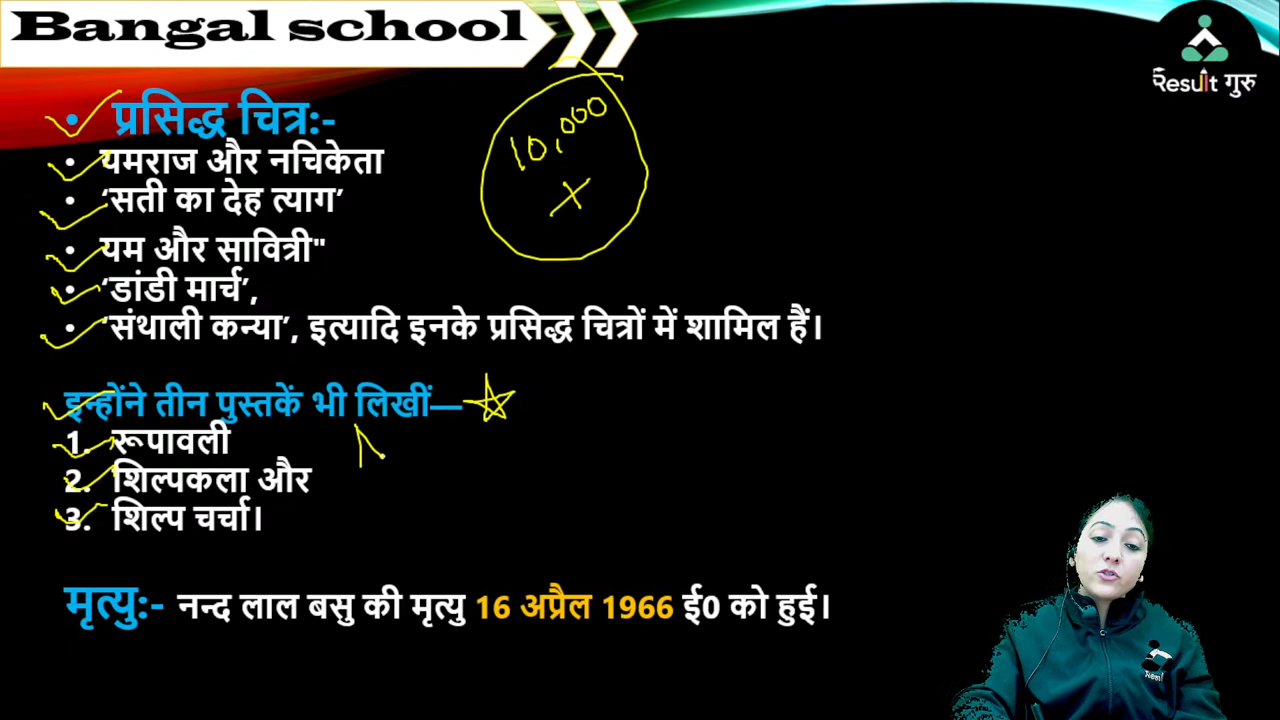 Bangal school
Result गुरु
• प्रसिद्ध चित्र:-
• यमराज और नचिकेता
• ‘सती का देह त्याग’
• यम और सावित्री"
• ‘डांडी मार्च’,
• ‘संथाली कन्या’, इत्यादि इनके प्रसिद्ध चित्रों में शामिल हैं।
10,000
+
इन्होंने तीन पुस्तकें भी लिखीं—
1. रूपावली
2. शिल्पकला और
3. शिल्प चर्चा।
मृत्यु:- नन्द लाल बसु की मृत्यु 16 अप्रैल 1966 ई0 को हुई।